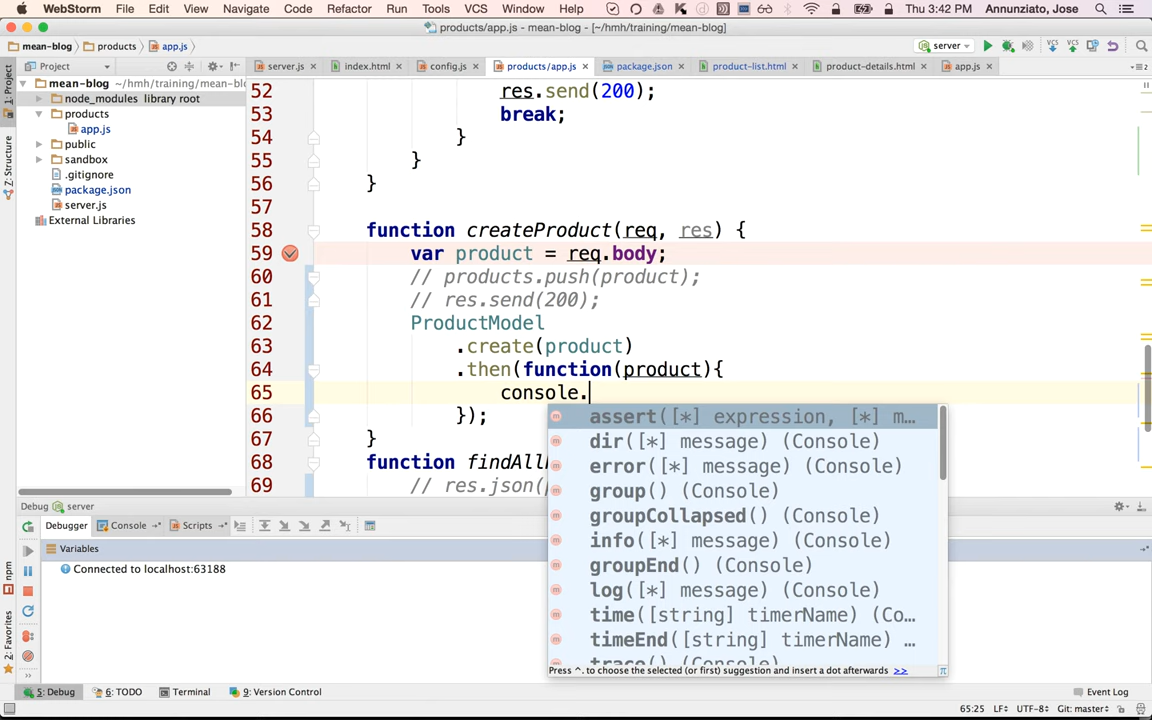 WebStorm File Edit View Navigate Code Refactor Run Tools VCS Window Help Thu 3:42 PM Annunziato, Jose
products/app.js - mean-blog - [~/hmh/training/mean-blog]
mean-blog products app.js server
Project server.js index.html config.js products/app.js package.json product-list.html product-details.html app.js
1: Project
Z: Structure
npm
2: Favorites
mean-blog ~/hmh/training/mean-bl
node_modules library root
products
app.js
public
sandbox
.gitignore
package.json
server.js
External Libraries
52 res.send(200);
53 break;
54 }
55 }
56 }
57
58 function createProduct(req, res) {
59 var product = req.body;
60 // products.push(product);
61 // res.send(200);
62 ProductModel
63 .create(product)
64 .then(function(product){
65 console.
66 });
67 }
68 function findAll
69 // res.json(
assert([*] expression, [*] m…
dir([*] message) (Console)
error([*] message) (Console)
group() (Console)
groupCollapsed() (Console)
info([*] message) (Console)
groupEnd() (Console)
log([*] message) (Console)
time([string] timerName) (Co…
timeEnd([string] timerName) …
trace() (Console)
Press ^. to choose the selected (or first) suggestion and insert a dot afterwards >> π
Debug server
Debugger Console Scripts
Variables
Connected to localhost:63188
5: Debug 6: TODO Terminal 9: Version Control Event Log
65:25 LF UTF-8 Git: master